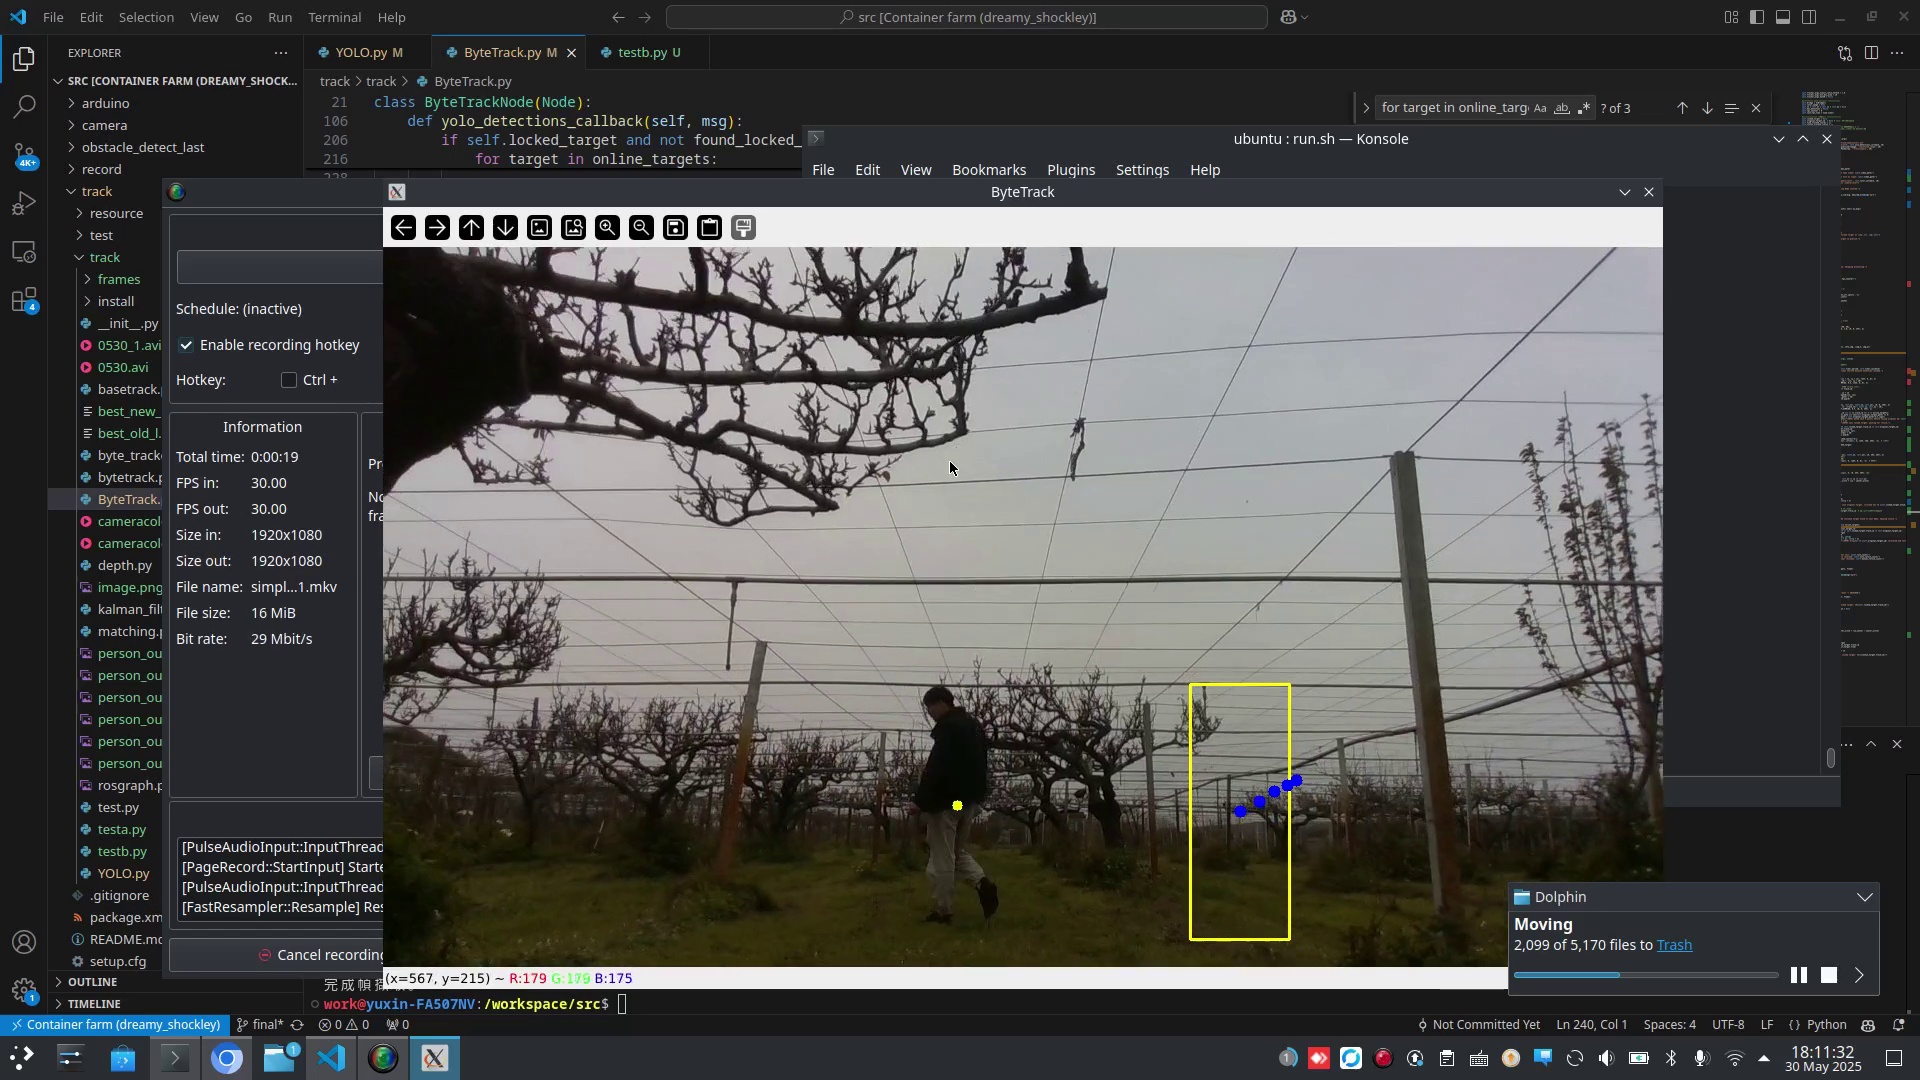 File Edit Selection View Go Run Terminal Help
src [Container farm (dreamy_shockley)]
EXPLORER
YOLO.py M
ByteTrack.py M
testb.py U
SRC [CONTAINER FARM (DREAMY_SHOCK...
track > track > ByteTrack.py
arduino
camera
obstacle_detect_last
record
track
resource
test
track
frames
install
__init__.py
0530_1.avi
0530.avi
basetrack.
best_new_
best_old_l.
byte_track
bytetrack.p
ByteTrack.
cameracol
cameracol
depth.py
image.png
kalman_filt
matching.p
person_ou
person_ou
person_ou
person_ou
person_ou
person_ou
rosgraph.p
test.py
testa.py
testb.py
YOLO.py
.gitignore
package.xm
README.md
setup.cfg
OUTLINE
TIMELINE
4K+
4
1
21 class ByteTrackNode(Node):
106 def yolo_detections_callback(self, msg):
206 if self.locked_target and not found_locked_
216 for target in online_targets:
for target in online_targ
Aa ab .*
? of 3
ubuntu : run.sh — Konsole
File Edit View Bookmarks Plugins Settings Help
ByteTrack
Schedule: (inactive)
Enable recording hotkey
Hotkey: Ctrl +
Information
Total time: 0:00:19
FPS in: 30.00
FPS out: 30.00
Size in: 1920x1080
Size out: 1920x1080
File name: simpl...1.mkv
File size: 16 MiB
Bit rate: 29 Mbit/s
Pr
No
fra
[PulseAudioInput::InputThread
[PageRecord::StartInput] Starte
[PulseAudioInput::InputThread
[FastResampler::Resample] Res
Cancel recording
(x=567, y=215) ~ R:179 G:179 B:175
work@yuxin-FA507NV:/workspace/src$
Dolphin
Moving
2,099 of 5,170 files to Trash
Container farm (dreamy_shockley)
final*
0 0
0
Not Committed Yet
Ln 240, Col 1
Spaces: 4
UTF-8
LF
{} Python
1
1
18:11:32
30 May 2025